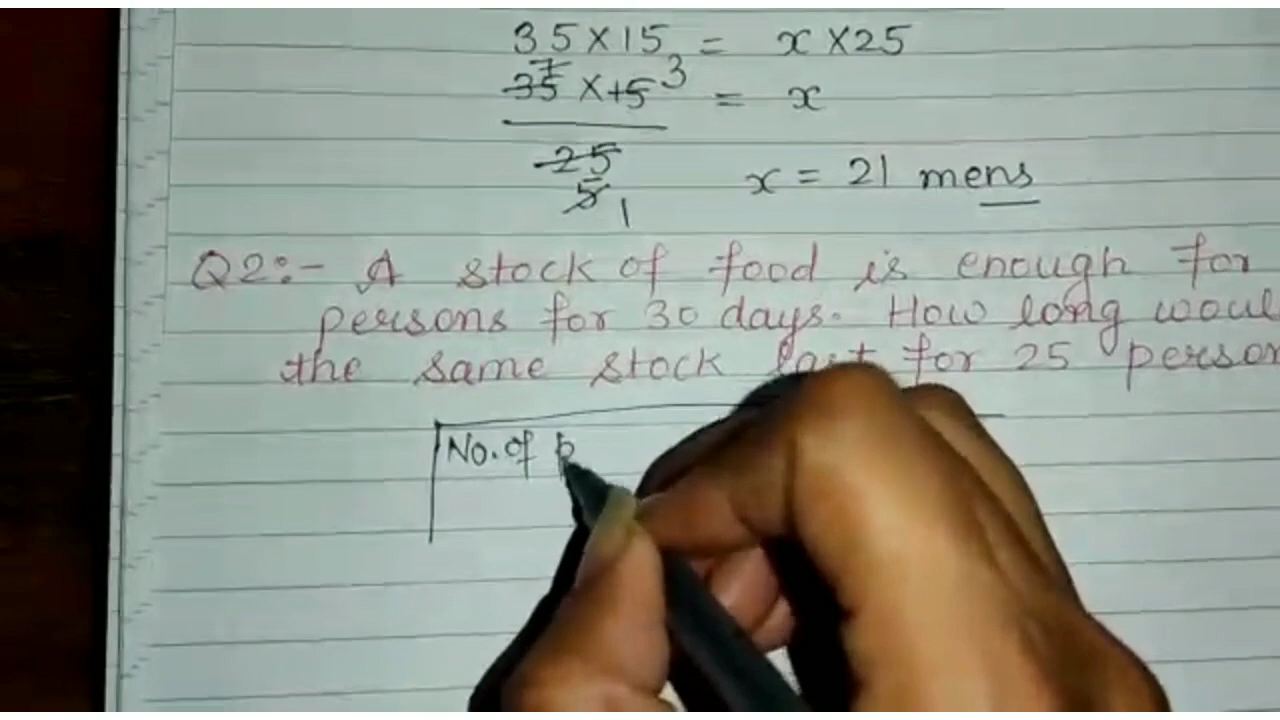 35 X 15 = x X 25
7
35 X 15 3 = x
25
5 1
x = 21 mens
Q2:- A stock of food is enough for
persons for 30 days. How long woul
the same stock last for 25 person
No. of p